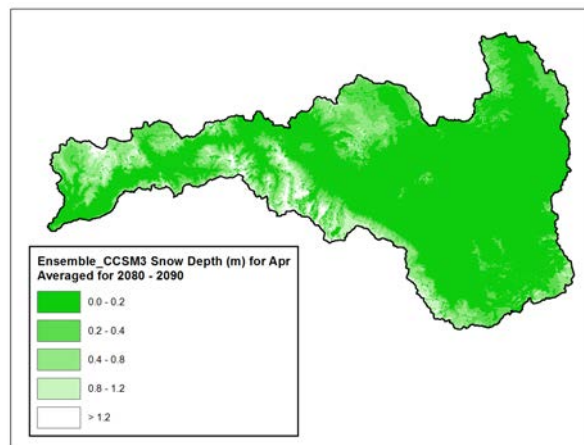 Ensemble_CCSM3 Snow Depth (m) for Apr
Averaged for 2080 - 2090
0.0 - 0.2
0.2 - 0.4
0.4 - 0.8
0.8 - 1.2
> 1.2